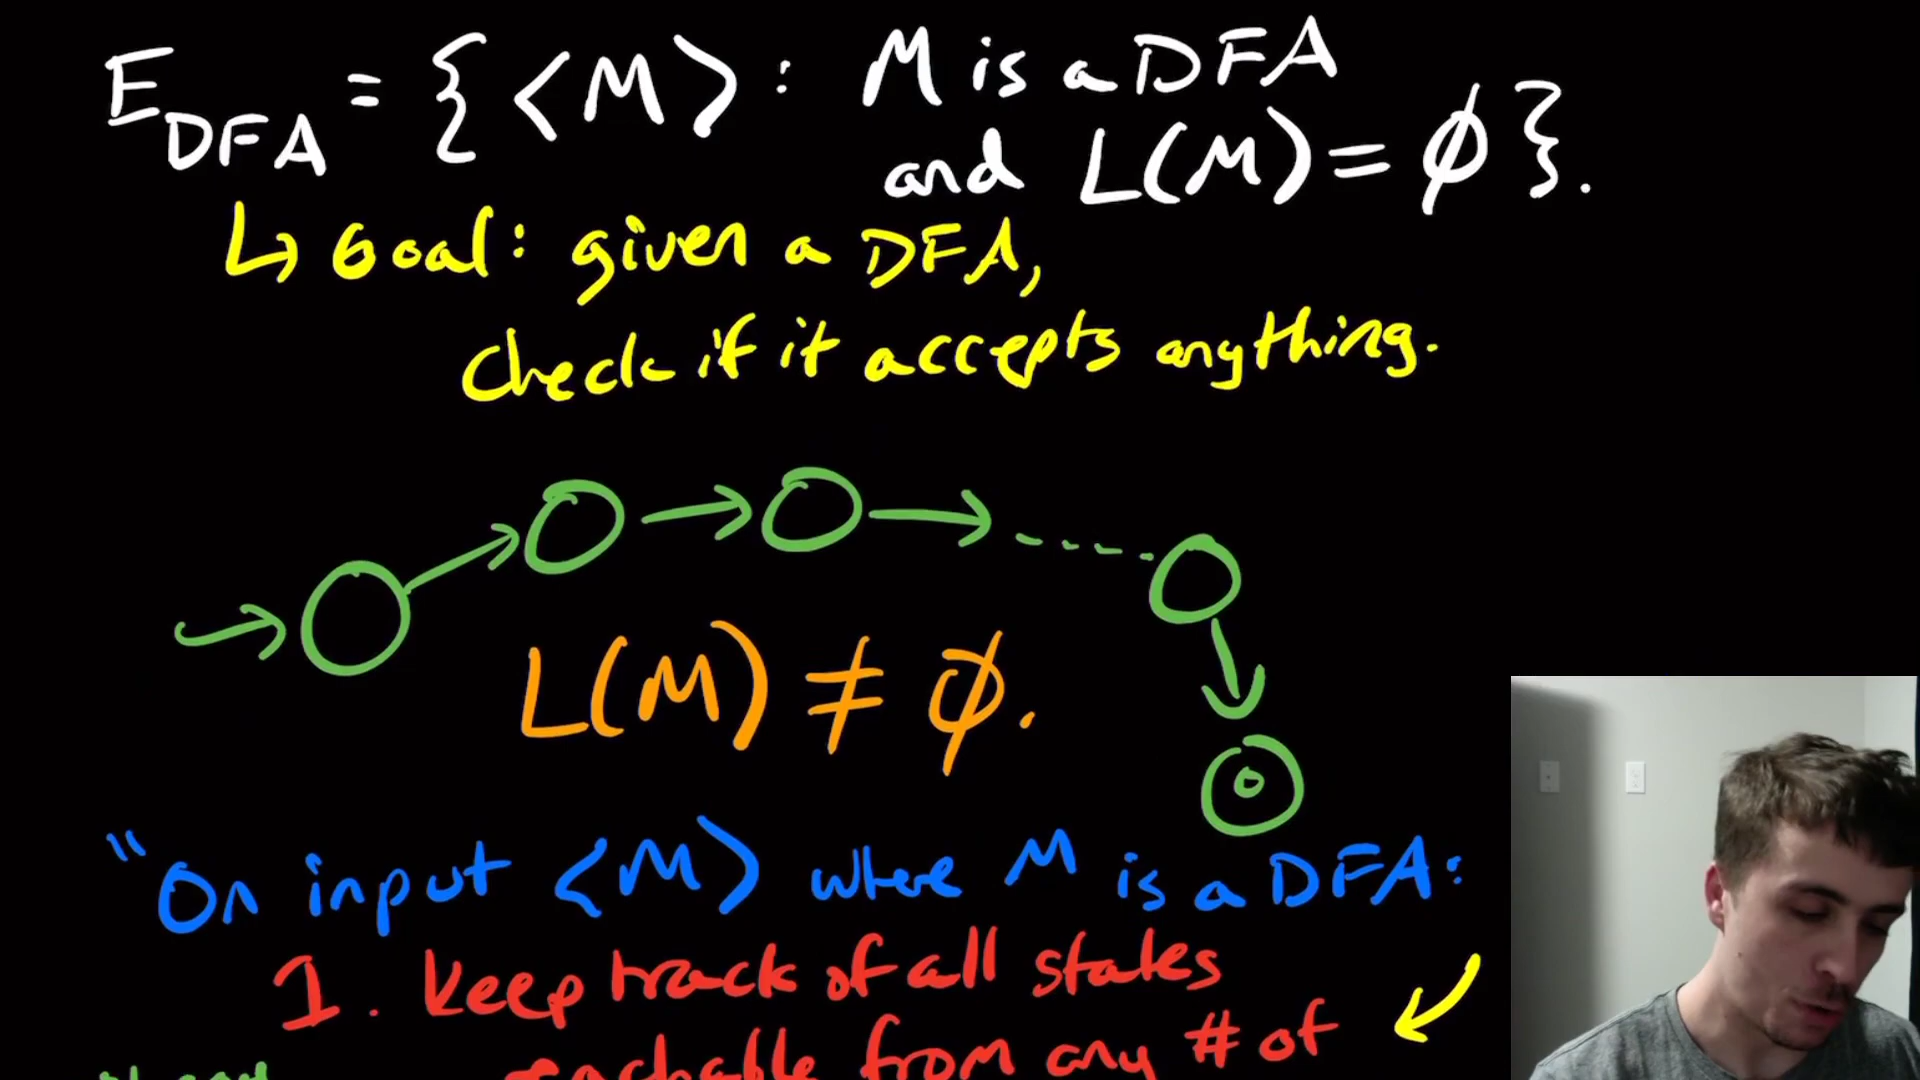 E_DFA = {<M> : M is a DFA
and L(M) = ∅}.
↳ Goal: given a DFA,
check if it accepts anything.
L(M) ≠ ∅.
"On input <M> where M is a DFA:
1. Keep track of all states
reachable from any # of